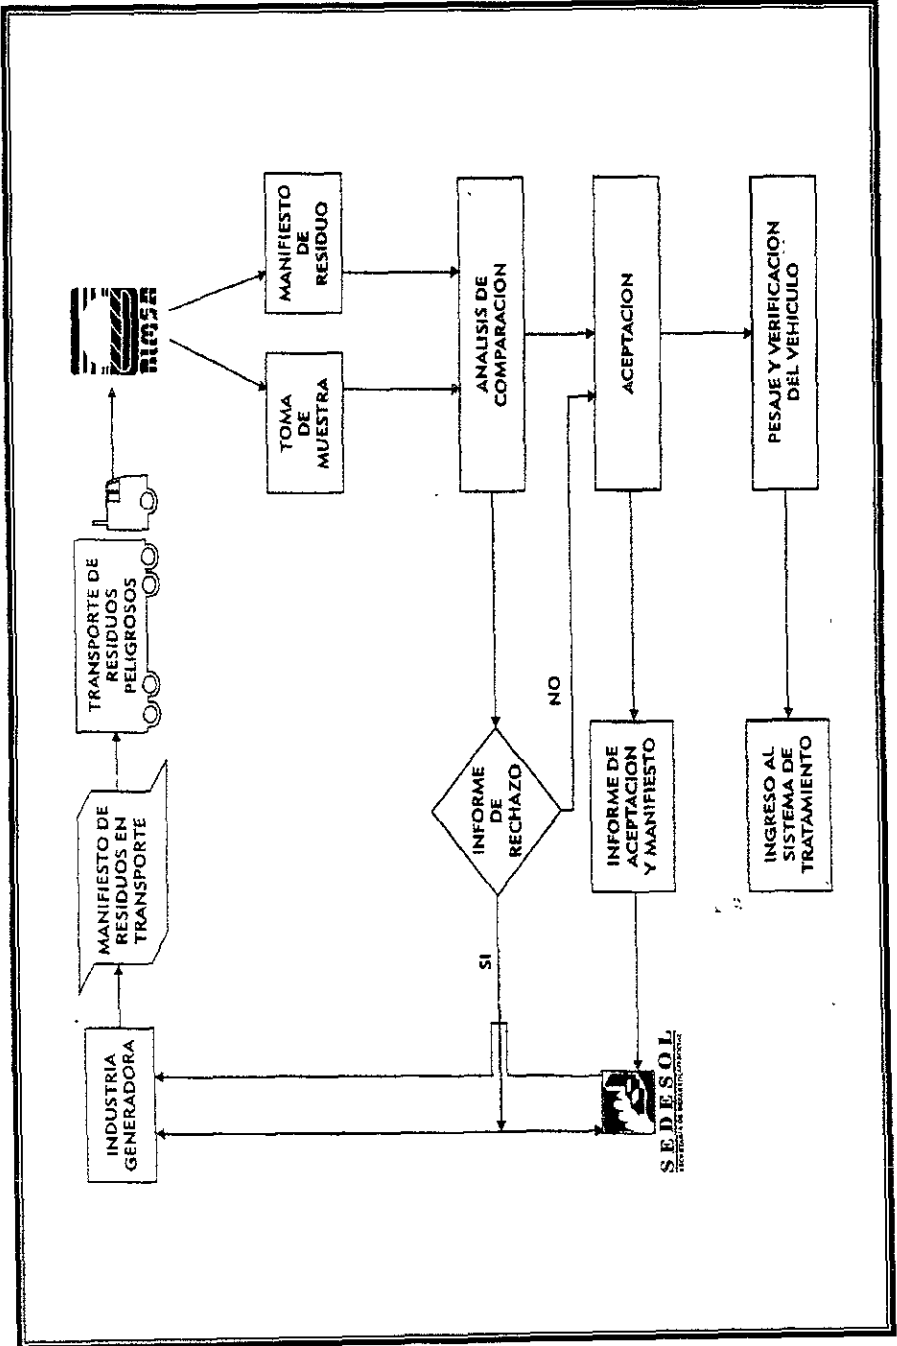 INDUSTRIA
GENERADORA
MANIFIESTO DE
RESIDUOS EN
TRANSPORTE
TRANSPORTE DE
RESIDUOS
PELIGROSOS
RIMSA
TOMA
DE
MUESTRA
MANIFIESTO
DE
RESIDUO
SI
INFORME
DE
RECHAZO
NO
ANALISIS DE
COMPARACION
SEDESOL
INFORME DE
ACEPTACION
Y MANIFIESTO
ACEPTACION
INGRESO AL
SISTEMA DE
TRATAMIENTO
PESAJE Y VERIFICACION
DEL VEHICULO